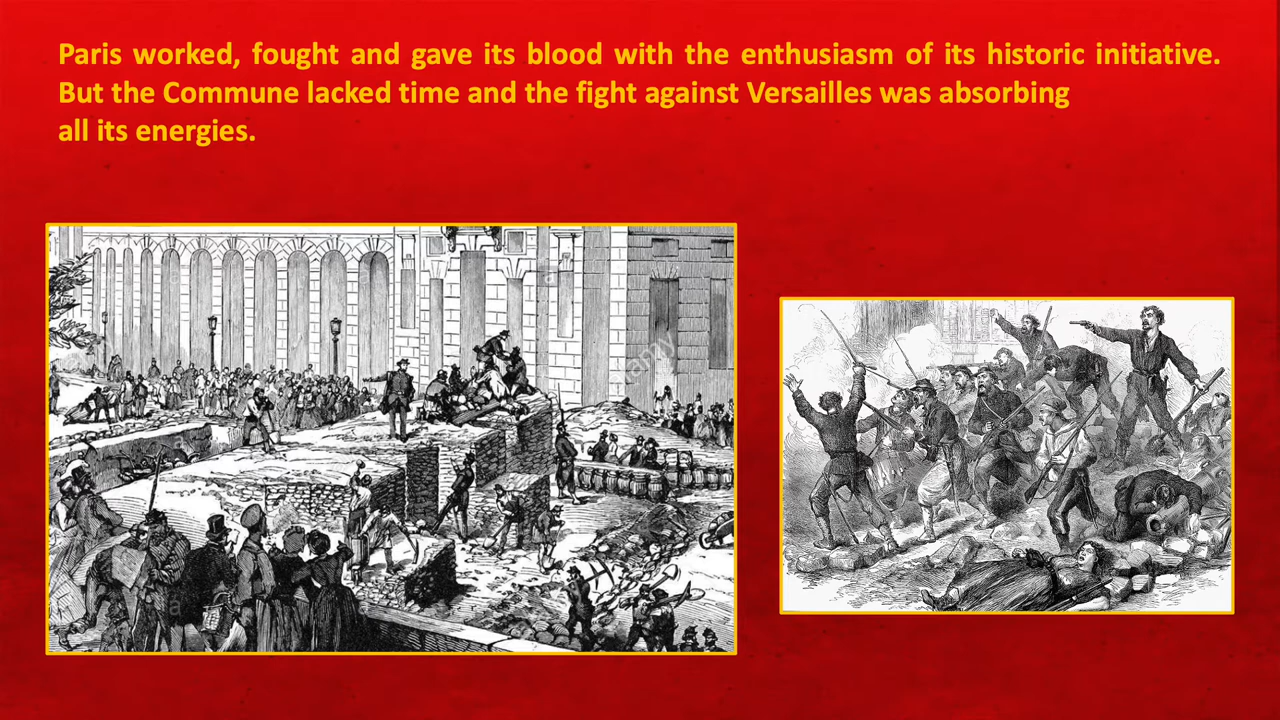 Paris worked, fought and gave its blood with the enthusiasm of its historic initiative.
But the Commune lacked time and the fight against Versailles was absorbing
all its energies.
alamy
a
a
a
a